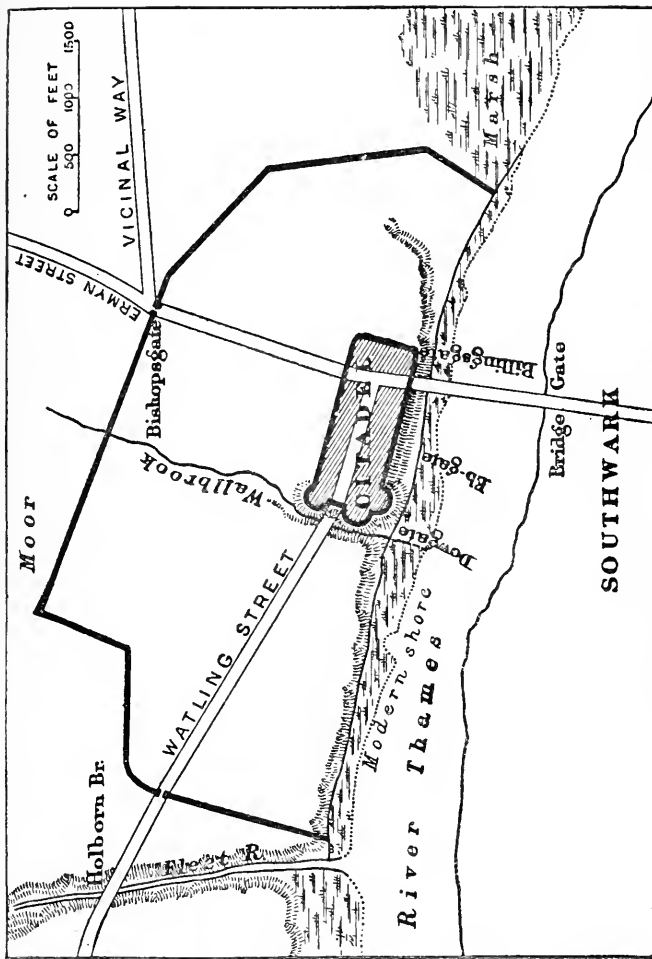 SCALE OF FEET
0 500 1000 1500
VICINAL WAY
ERMYN STREET
Bishopsgate
Moor
Wallbrook
WATLING STREET
Holborn Br.
Fleet R
CITADEL
Billingsgate
Eb-gate
Dowgate
Marsh
Modern shore
River Thames
Bridge Gate
SOUTHWARK